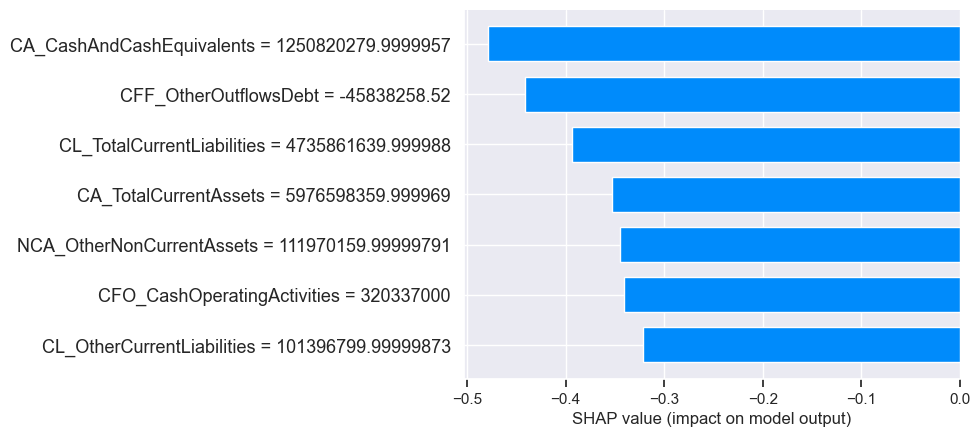 CA_CashAndCashEquivalents = 1250820279.9999957
CFF_OtherOutflowsDebt = -45838258.52
CL_TotalCurrentLiabilities = 4735861639.999988
CA_TotalCurrentAssets = 5976598359.999969
NCA_OtherNonCurrentAssets = 111970159.99999791
CFO_CashOperatingActivities = 320337000
CL_OtherCurrentLiabilities = 101396799.99999873
−0.5 −0.4 −0.3 −0.2 −0.1 0.0
SHAP value (impact on model output)